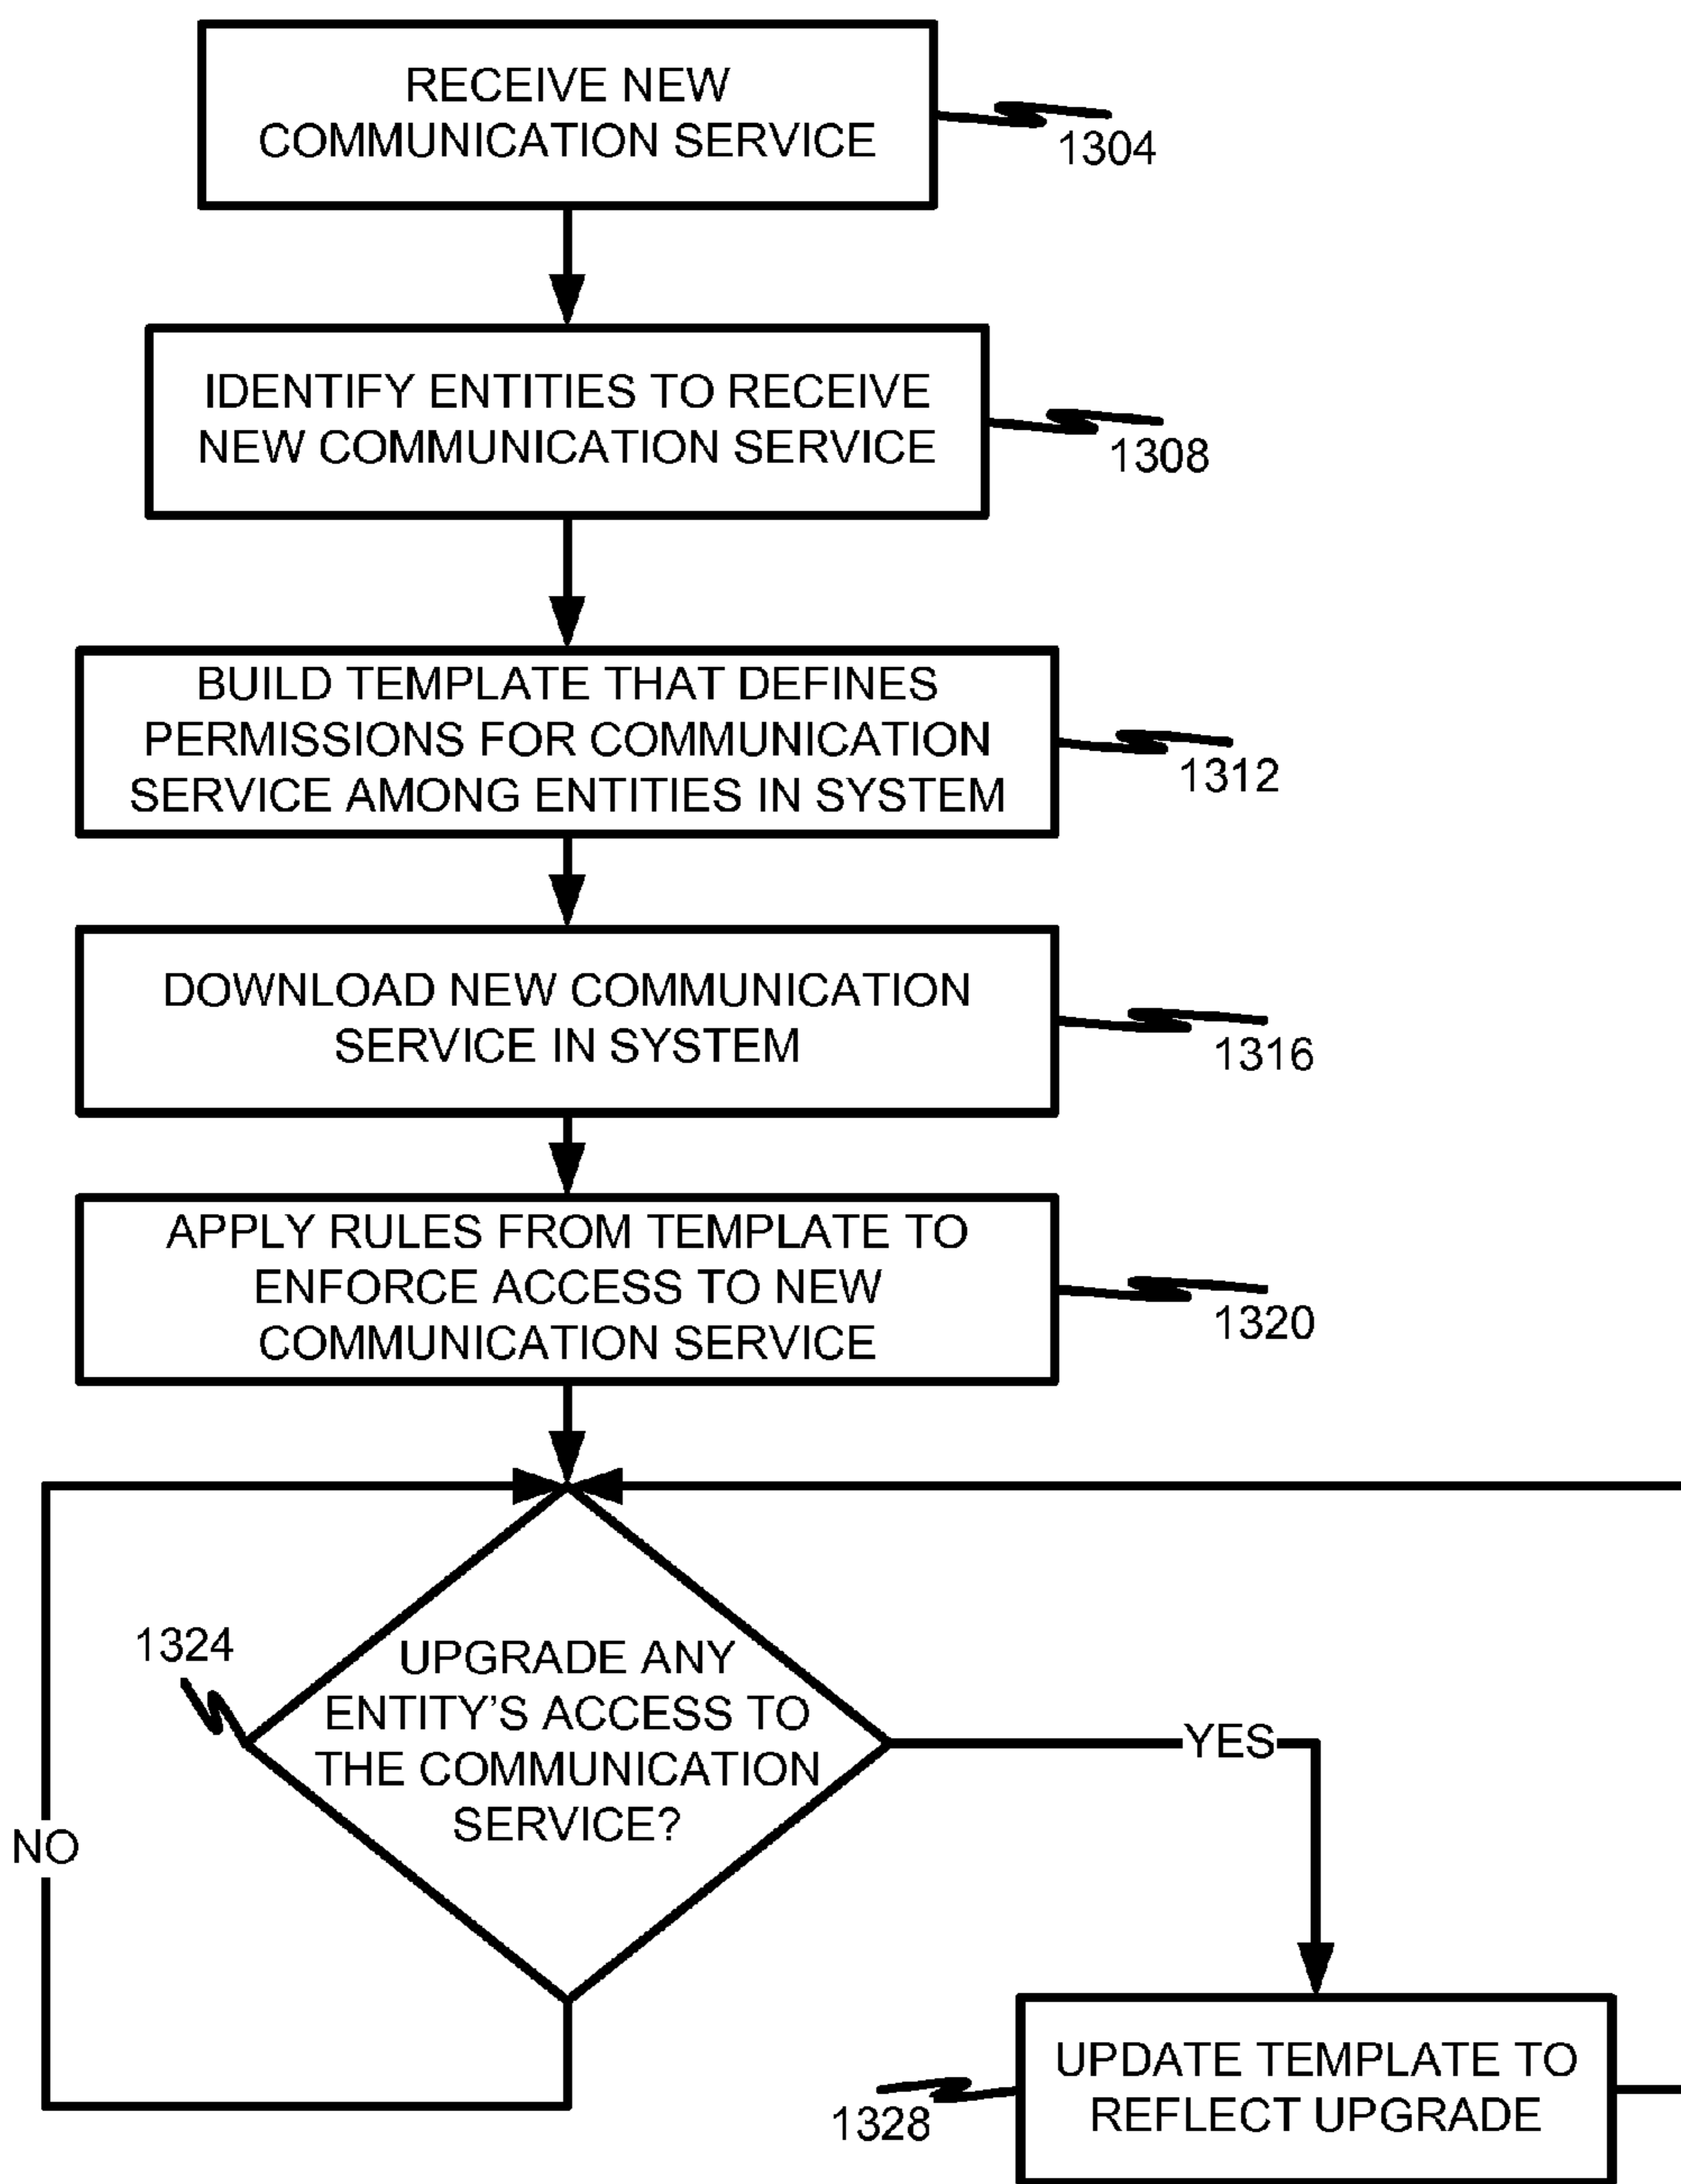 RECEIVE NEW
COMMUNICATION SERVICE
1304
IDENTIFY ENTITIES TO RECEIVE
NEW COMMUNICATION SERVICE
1308
BUILD TEMPLATE THAT DEFINES
PERMISSIONS FOR COMMUNICATION
SERVICE AMONG ENTITIES IN SYSTEM
1312
DOWNLOAD NEW COMMUNICATION
SERVICE IN SYSTEM
1316
APPLY RULES FROM TEMPLATE TO
ENFORCE ACCESS TO NEW
COMMUNICATION SERVICE
1320
1324
UPGRADE ANY
ENTITY'S ACCESS TO
THE COMMUNICATION
SERVICE?
YES
NO
UPDATE TEMPLATE TO
REFLECT UPGRADE
1328